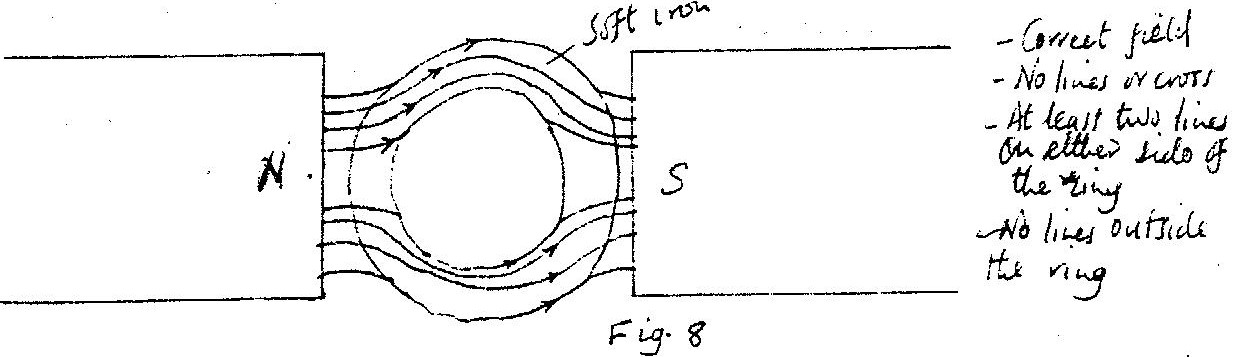 Soft iron
N
S
Fig. 8
- Correct field
- No lines or cross
- At least two lines
on either side of
the ring
- No lines outside
the ring